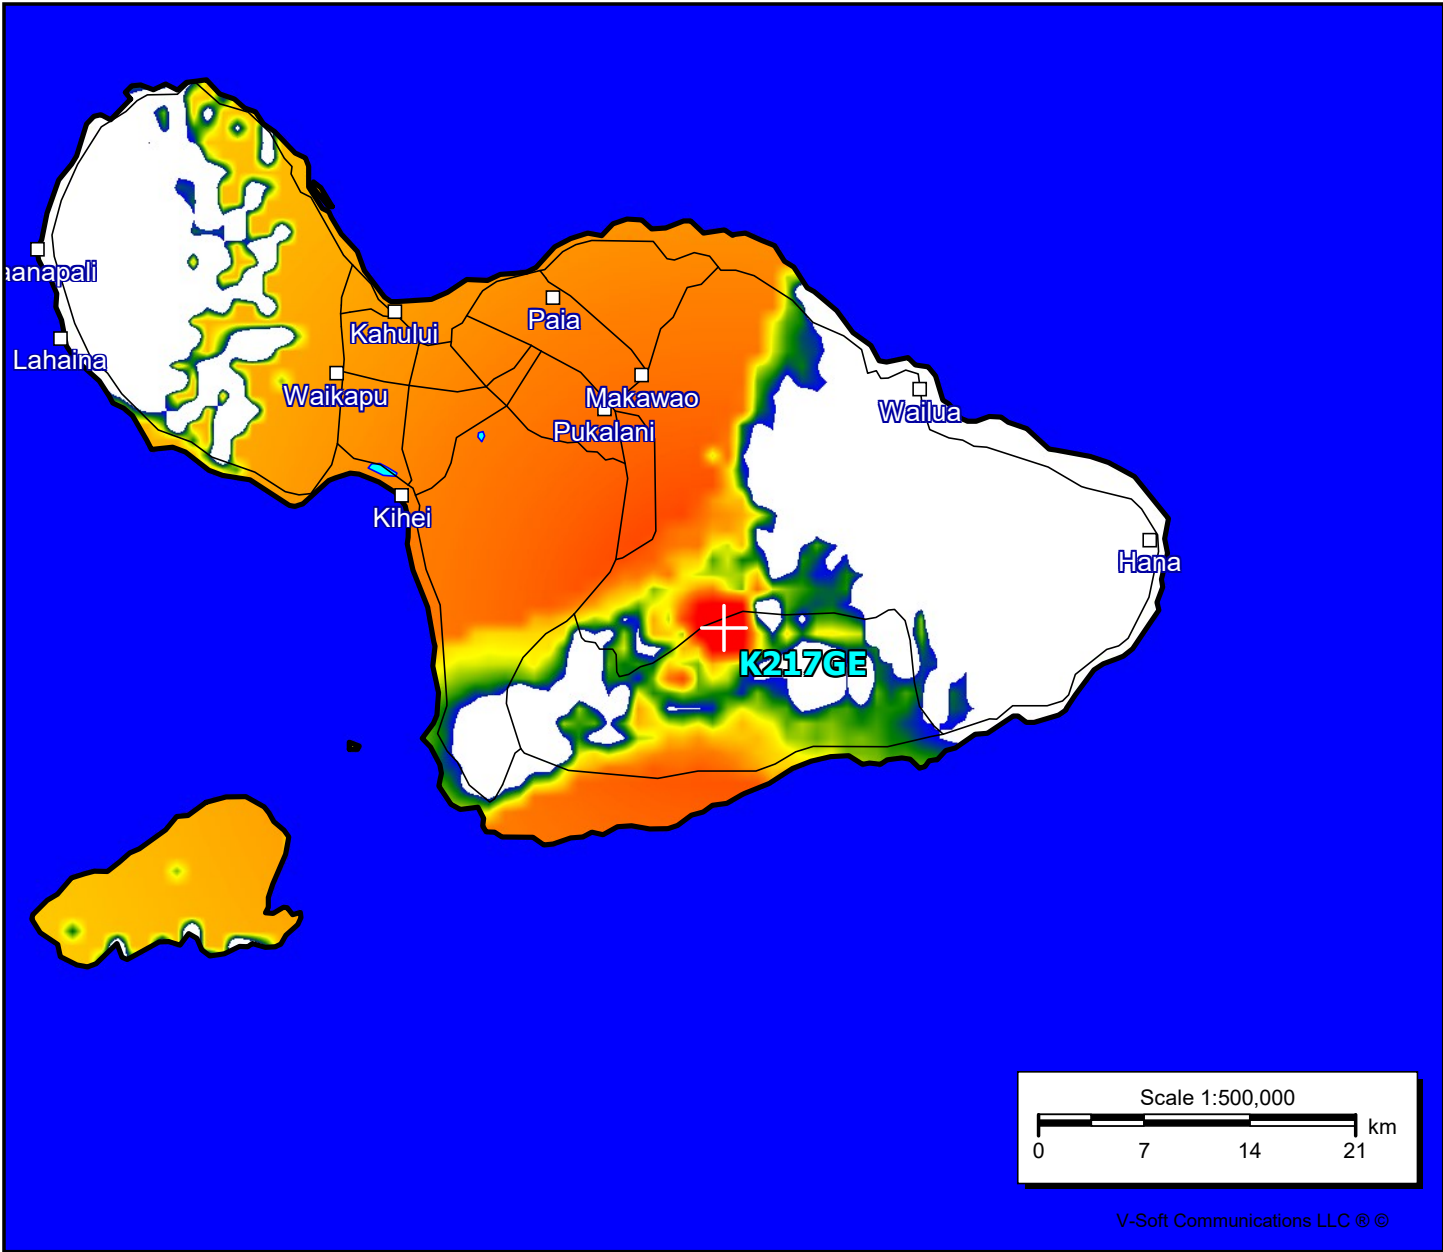 aanapali
Lahaina
Kahului
Paia
Waikapu
Makawao
Pukalani
Wailua
Kihei
Hana
K217GE
Scale 1:500,000
km
0 7 14 21
V-Soft Communications LLC ® ©